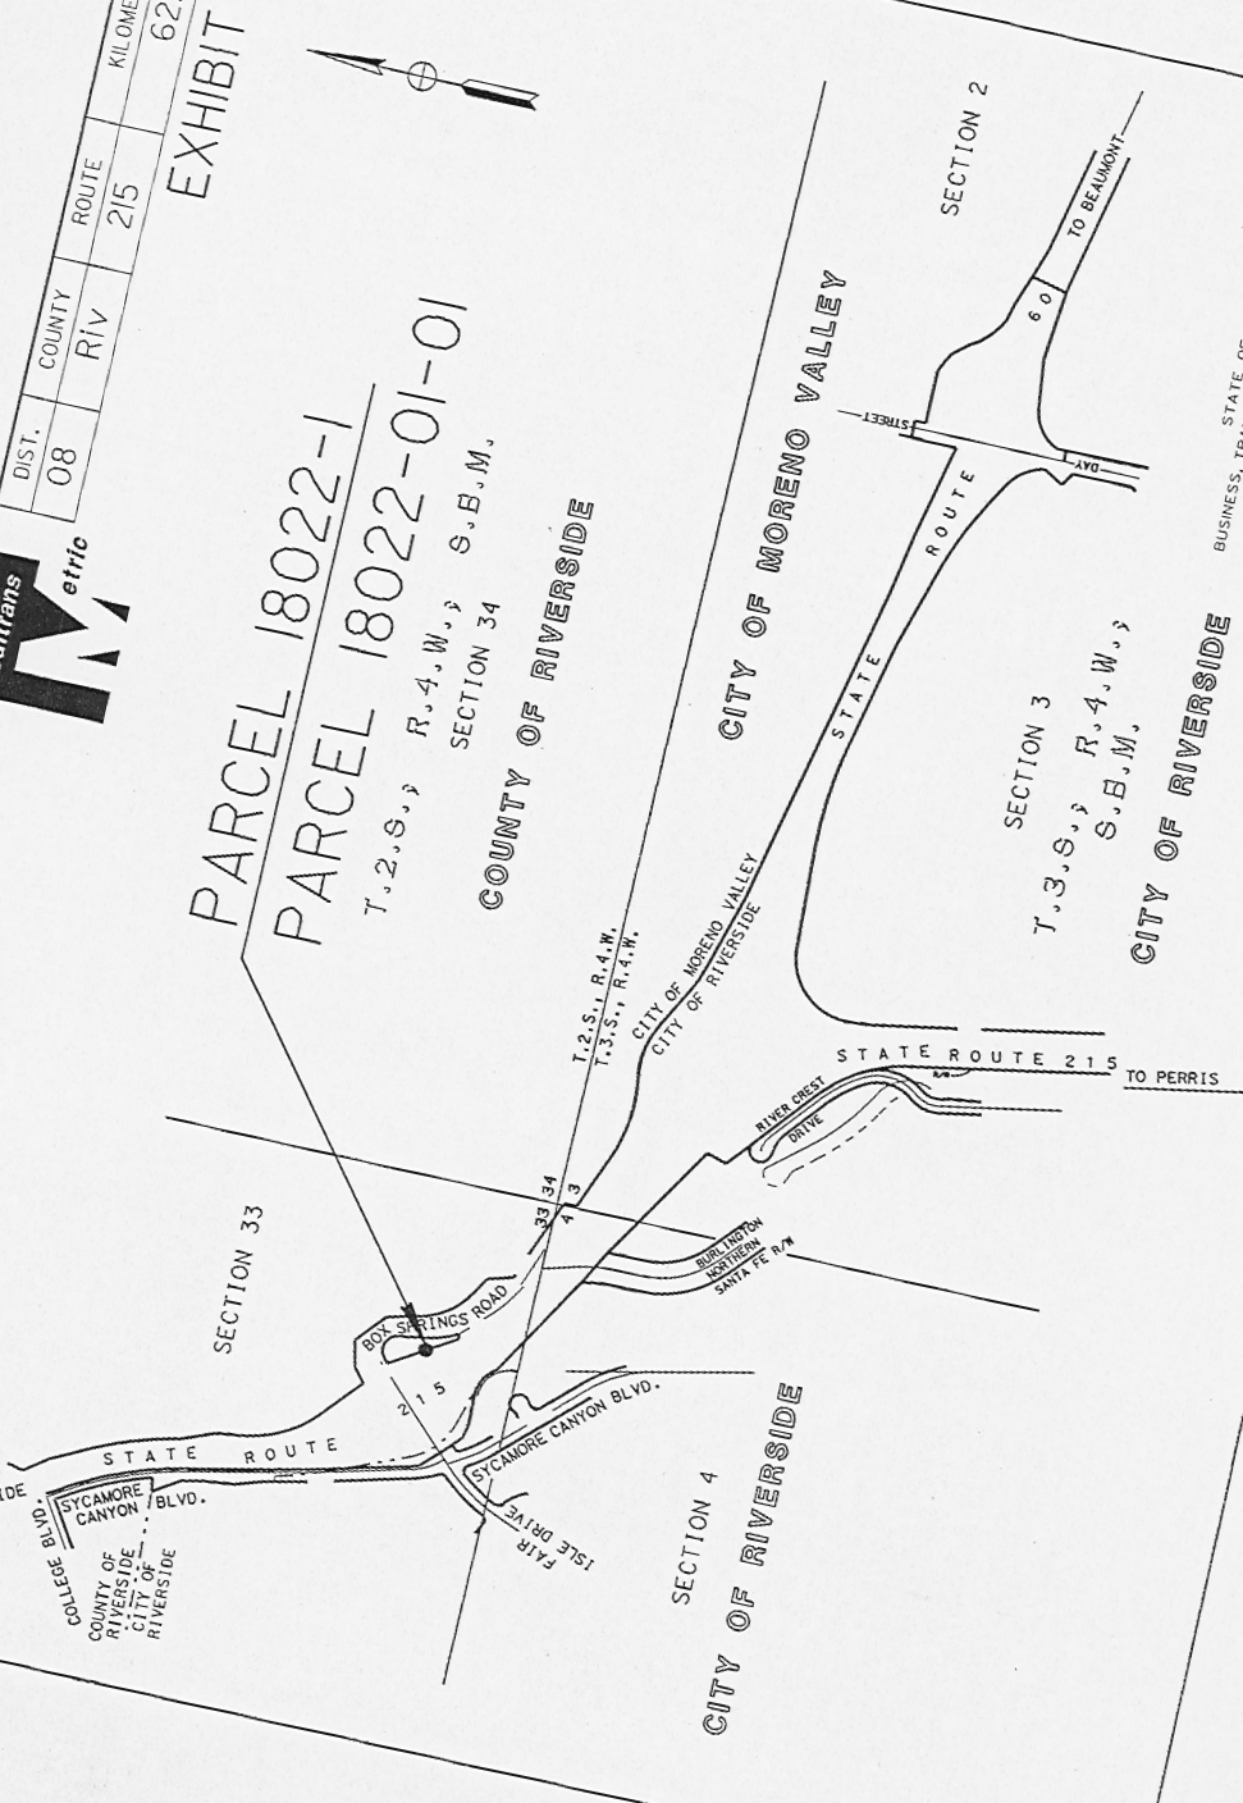 DIST.
COUNTY
ROUTE
08
Riv
215
62
EXHIBIT
M
etric
PARCEL 18022-1
PARCEL 18022-01-01
T.2.S., R.4.W., S.B.M.
SECTION 34
COUNTY OF RIVERSIDE
SECTION 2
CITY OF MORENO VALLEY
TO BEAUMONT
60
STREET
DAY
STATE ROUTE
SECTION 3
T.3.S., R.4.W.,
S.B.M.
CITY OF RIVERSIDE
STATE OF
BUSINESS,
T.2.S., R.4.W.
T.3.S., R.4.W.
CITY OF MORENO VALLEY
CITY OF RIVERSIDE
STATE ROUTE 215
TO PERRIS
R/W
RIVER CREST
DRIVE
33 34
4 3
BURLINGTON
NORTHERN
SANTA FE R/W
SECTION 33
BOX SPRINGS ROAD
STATE ROUTE 215
SYCAMORE CANYON BLVD.
FAIR
ISLE DRIVE
SYCAMORE
CANYON BLVD.
COLLEGE BLVD.
COUNTY OF
RIVERSIDE
CITY OF
RIVERSIDE
SECTION 4
CITY OF RIVERSIDE